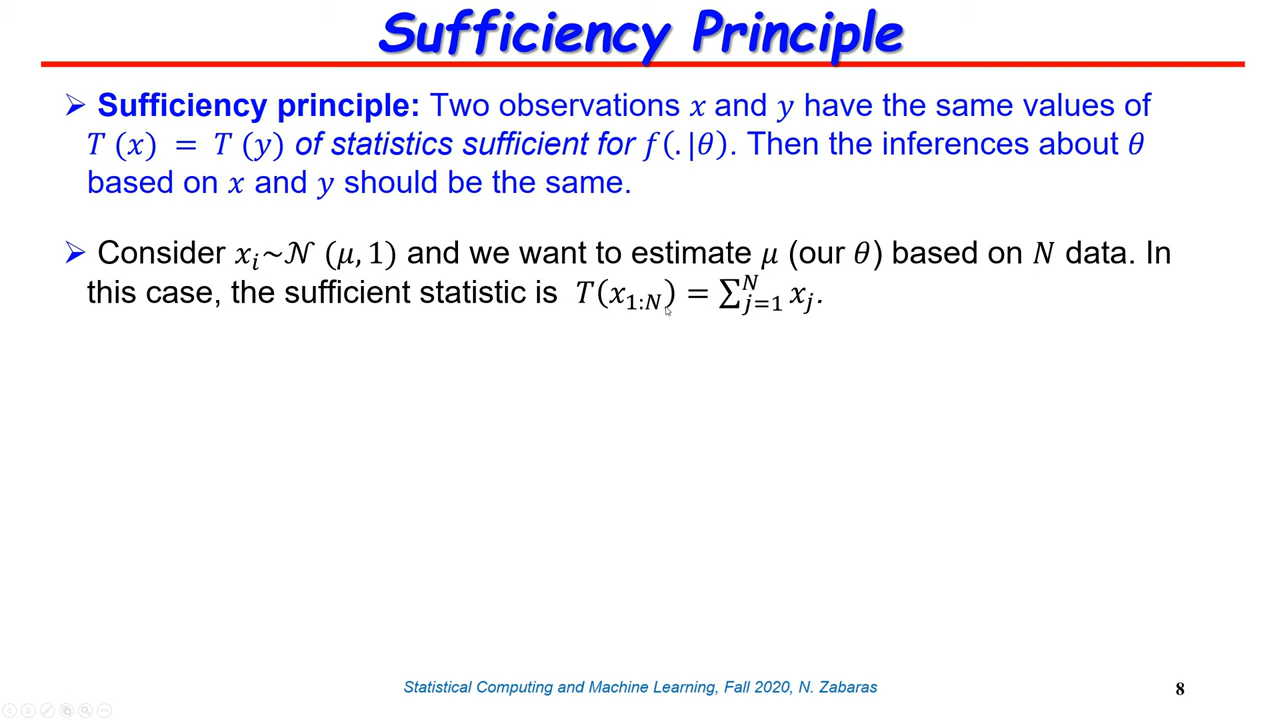 Sufficiency Principle
➢ Sufficiency principle: Two observations 𝑥 and 𝑦 have the same values of
𝑇 (𝑥) = 𝑇 (𝑦) of statistics sufficient for 𝑓(.|𝜃). Then the inferences about 𝜃
based on 𝑥 and 𝑦 should be the same.
➢ Consider 𝑥ᵢ~𝒩 (𝜇, 1) and we want to estimate 𝜇 (our 𝜃) based on 𝑁 data. In
this case, the sufficient statistic is 𝑇(𝑥_{1:𝑁}) = ∑_{𝑗=1}^{𝑁} 𝑥_𝑗.
Statistical Computing and Machine Learning, Fall 2020, N. Zabaras
8